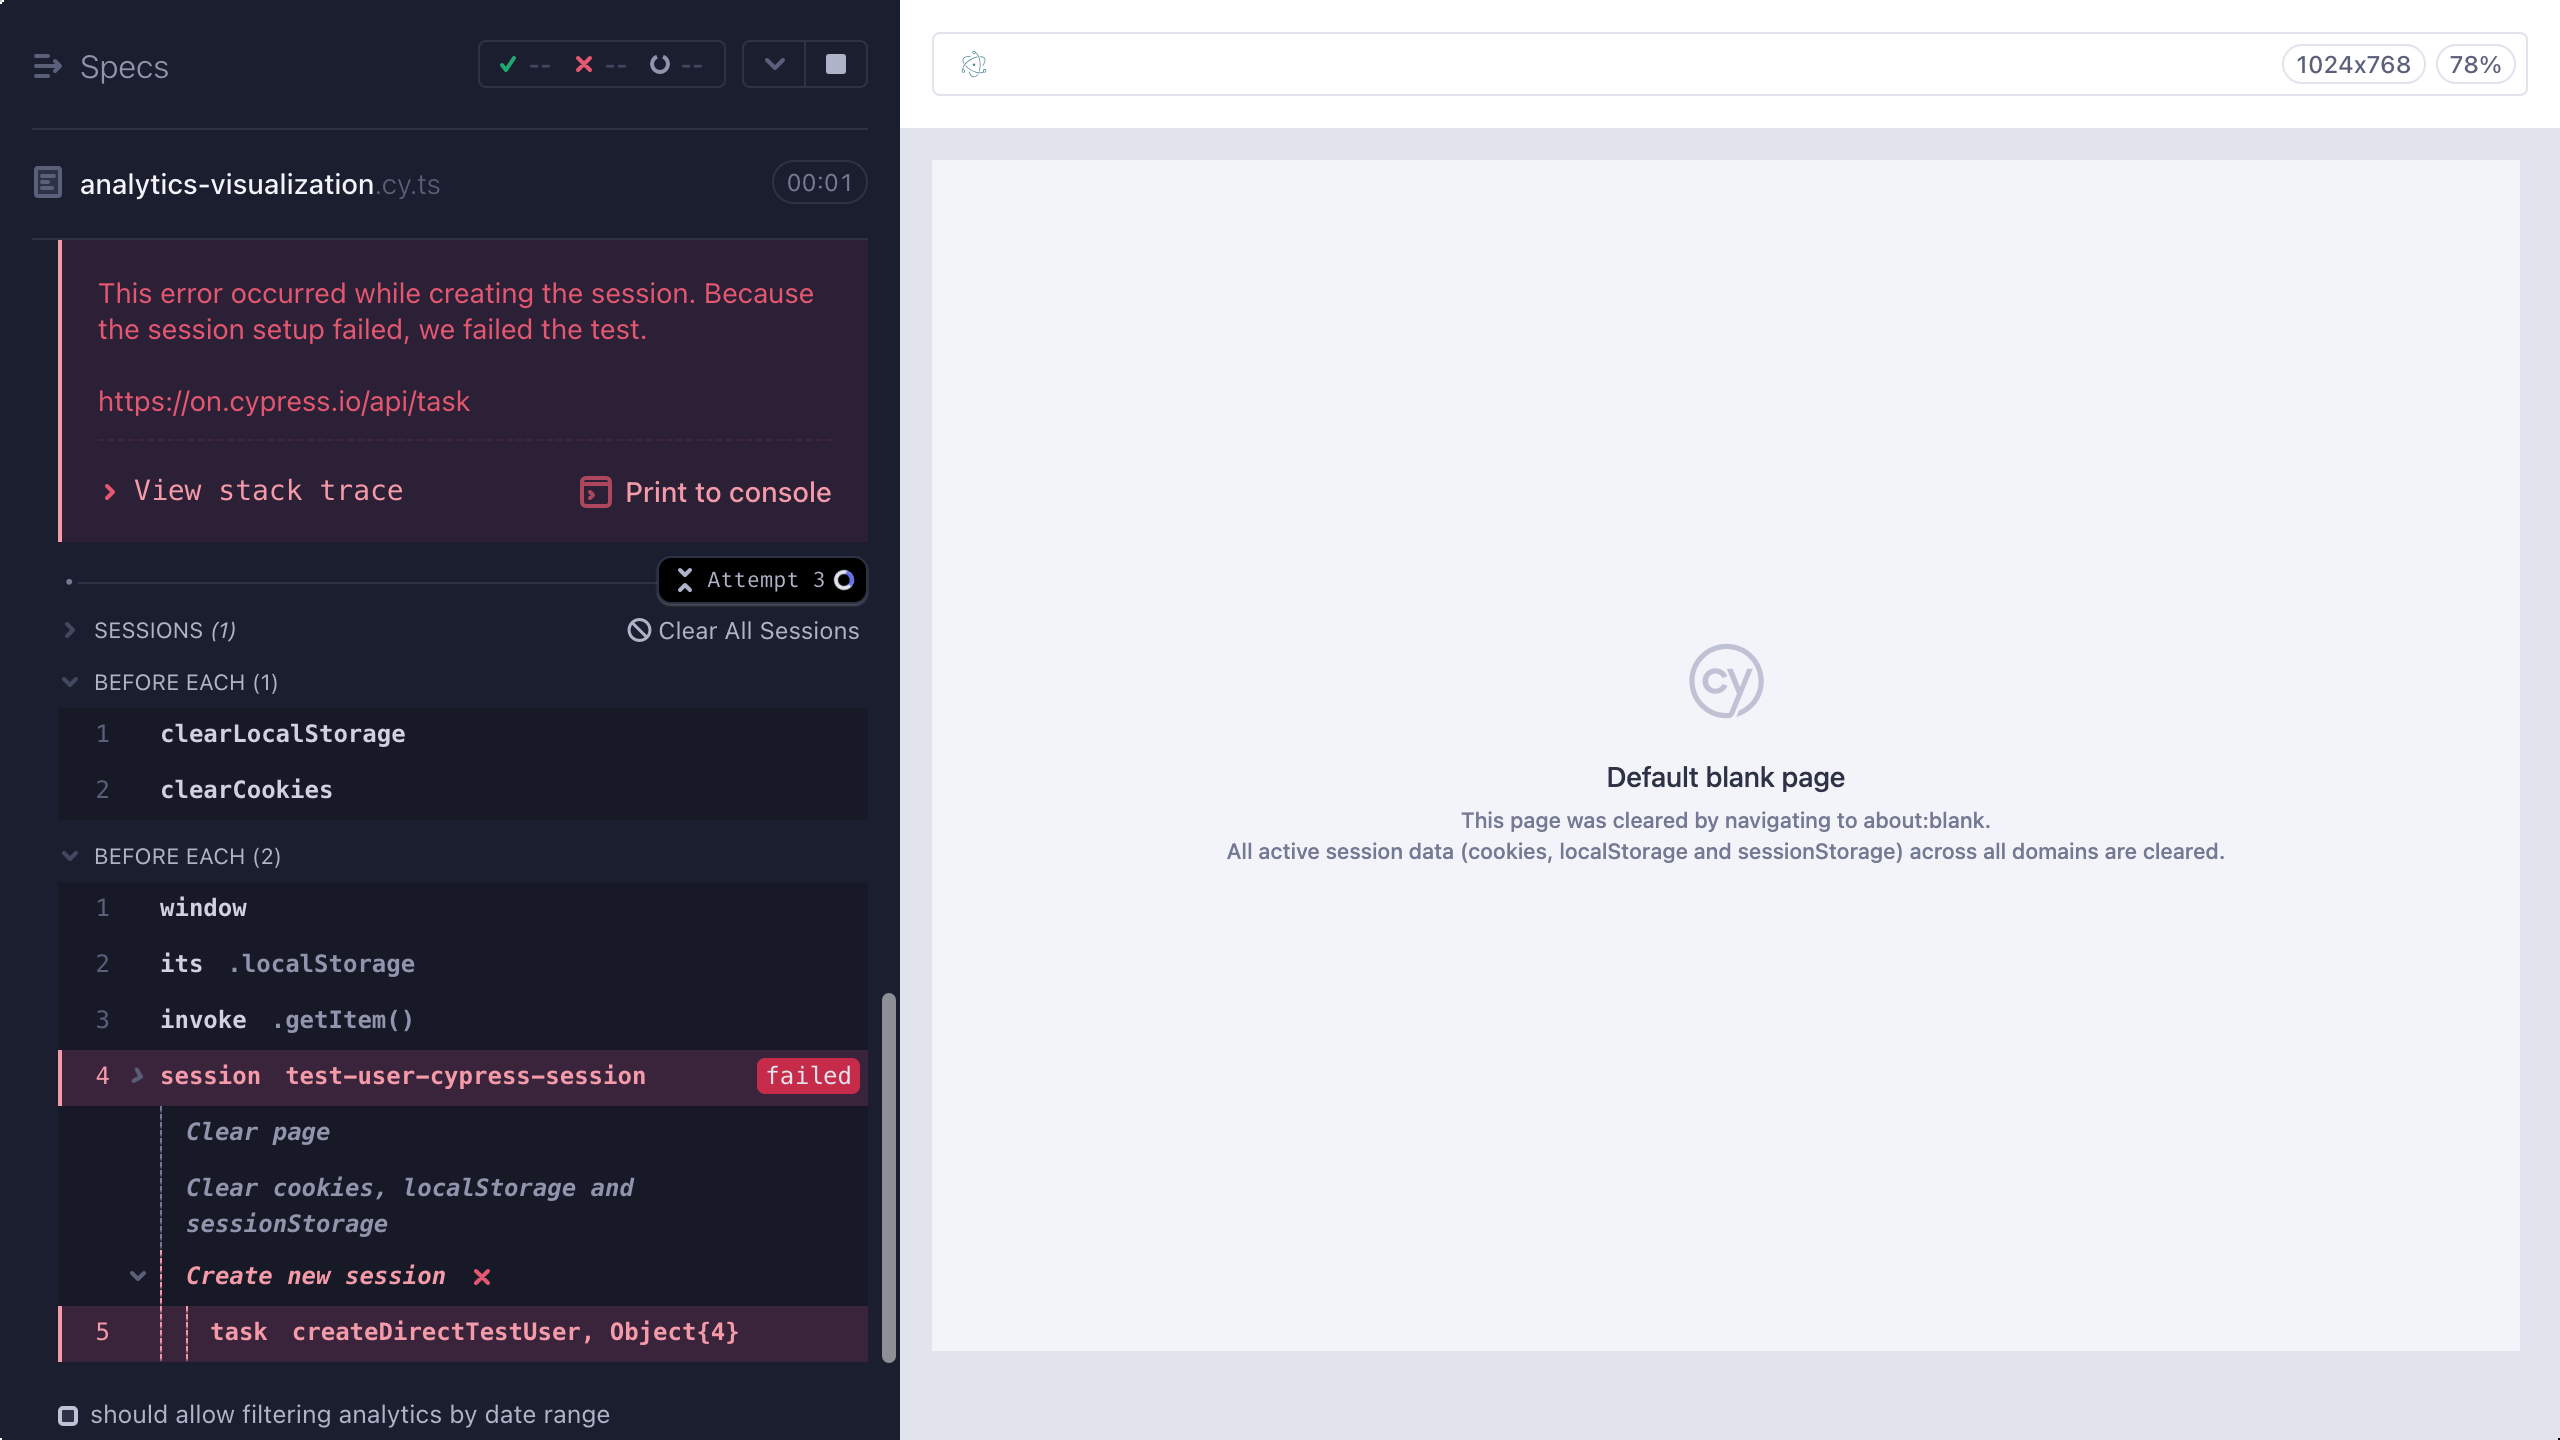 Specs
-- -- --
analytics-visualization.cy.ts
00:01
This error occurred while creating the session. Because
the session setup failed, we failed the test.
https://on.cypress.io/api/task
View stack trace
Print to console
Attempt 3
SESSIONS (1)
Clear All Sessions
BEFORE EACH (1)
1 clearLocalStorage
2 clearCookies
BEFORE EACH (2)
1 window
2 its .localStorage
3 invoke .getItem()
4 session test-user-cypress-session failed
Clear page
Clear cookies, localStorage and
sessionStorage
Create new session
5 task createDirectTestUser, Object{4}
should allow filtering analytics by date range
1024x768
78%
cy
Default blank page
This page was cleared by navigating to about:blank.
All active session data (cookies, localStorage and sessionStorage) across all domains are cleared.